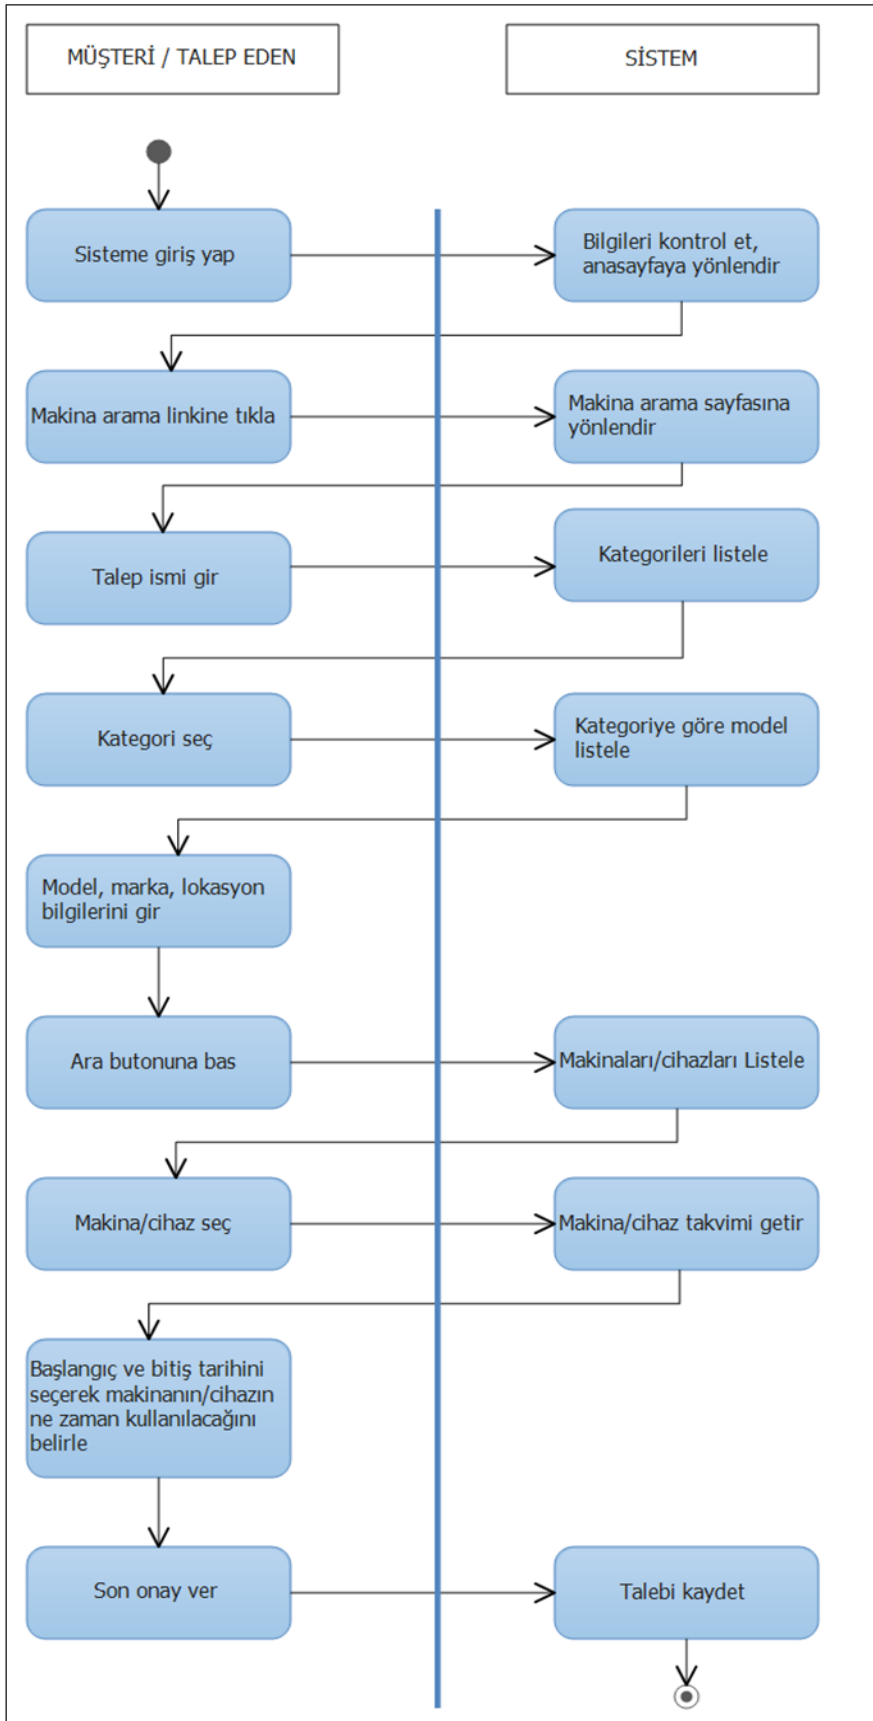 MÜŞTERİ / TALEP EDEN
SİSTEM
Sisteme giriş yap
Bilgileri kontrol et,
anasayfaya yönlendir
Makina arama linkine tıkla
Makina arama sayfasına
yönlendir
Talep ismi gir
Kategorileri listele
Kategori seç
Kategoriye göre model
listele
Model, marka, lokasyon
bilgilerini gir
Ara butonuna bas
Makinaları/cihazları Listele
Makina/cihaz seç
Makina/cihaz takvimi getir
Başlangıç ve bitiş tarihini
seçerek makinanın/cihazın
ne zaman kullanılacağını
belirle
Son onay ver
Talebi kaydet